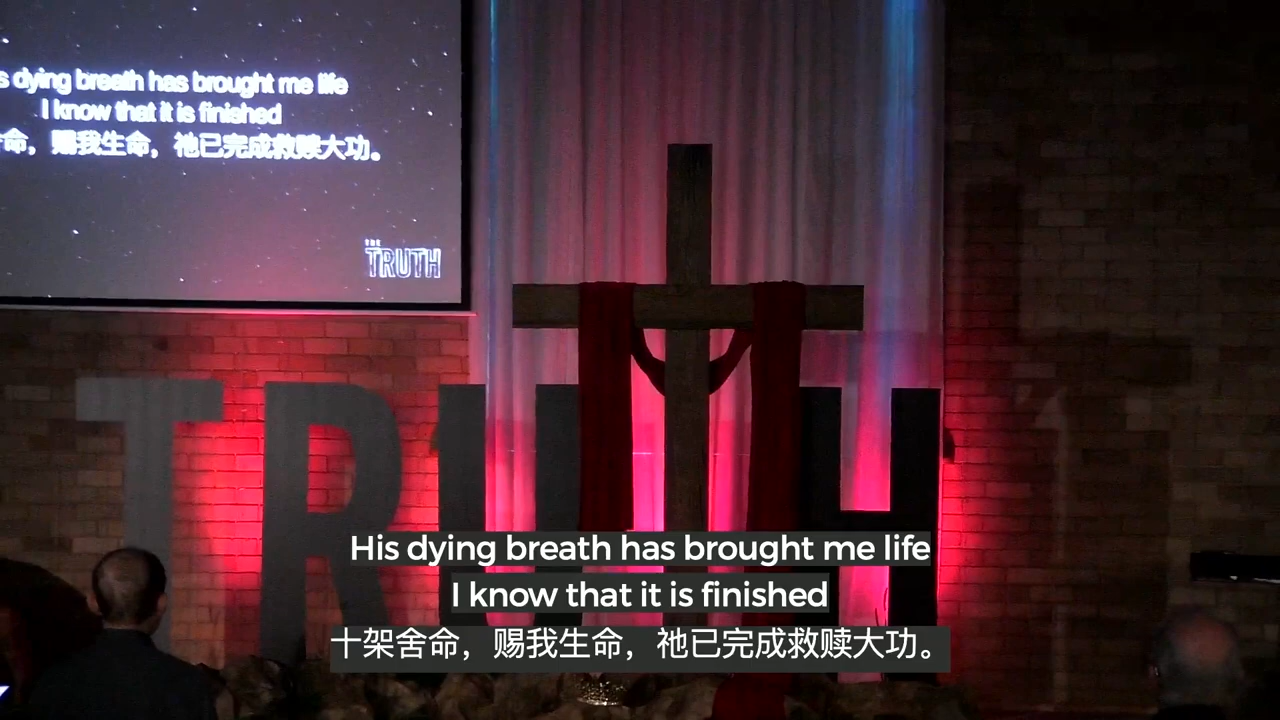 s dying breath has brought me life
I know that it is finished
命，赐我生命，祂已完成救赎大功。
THE
TRUTH
TRUTH
His dying breath has brought me life
I know that it is finished
十架舍命，赐我生命，祂已完成救赎大功。